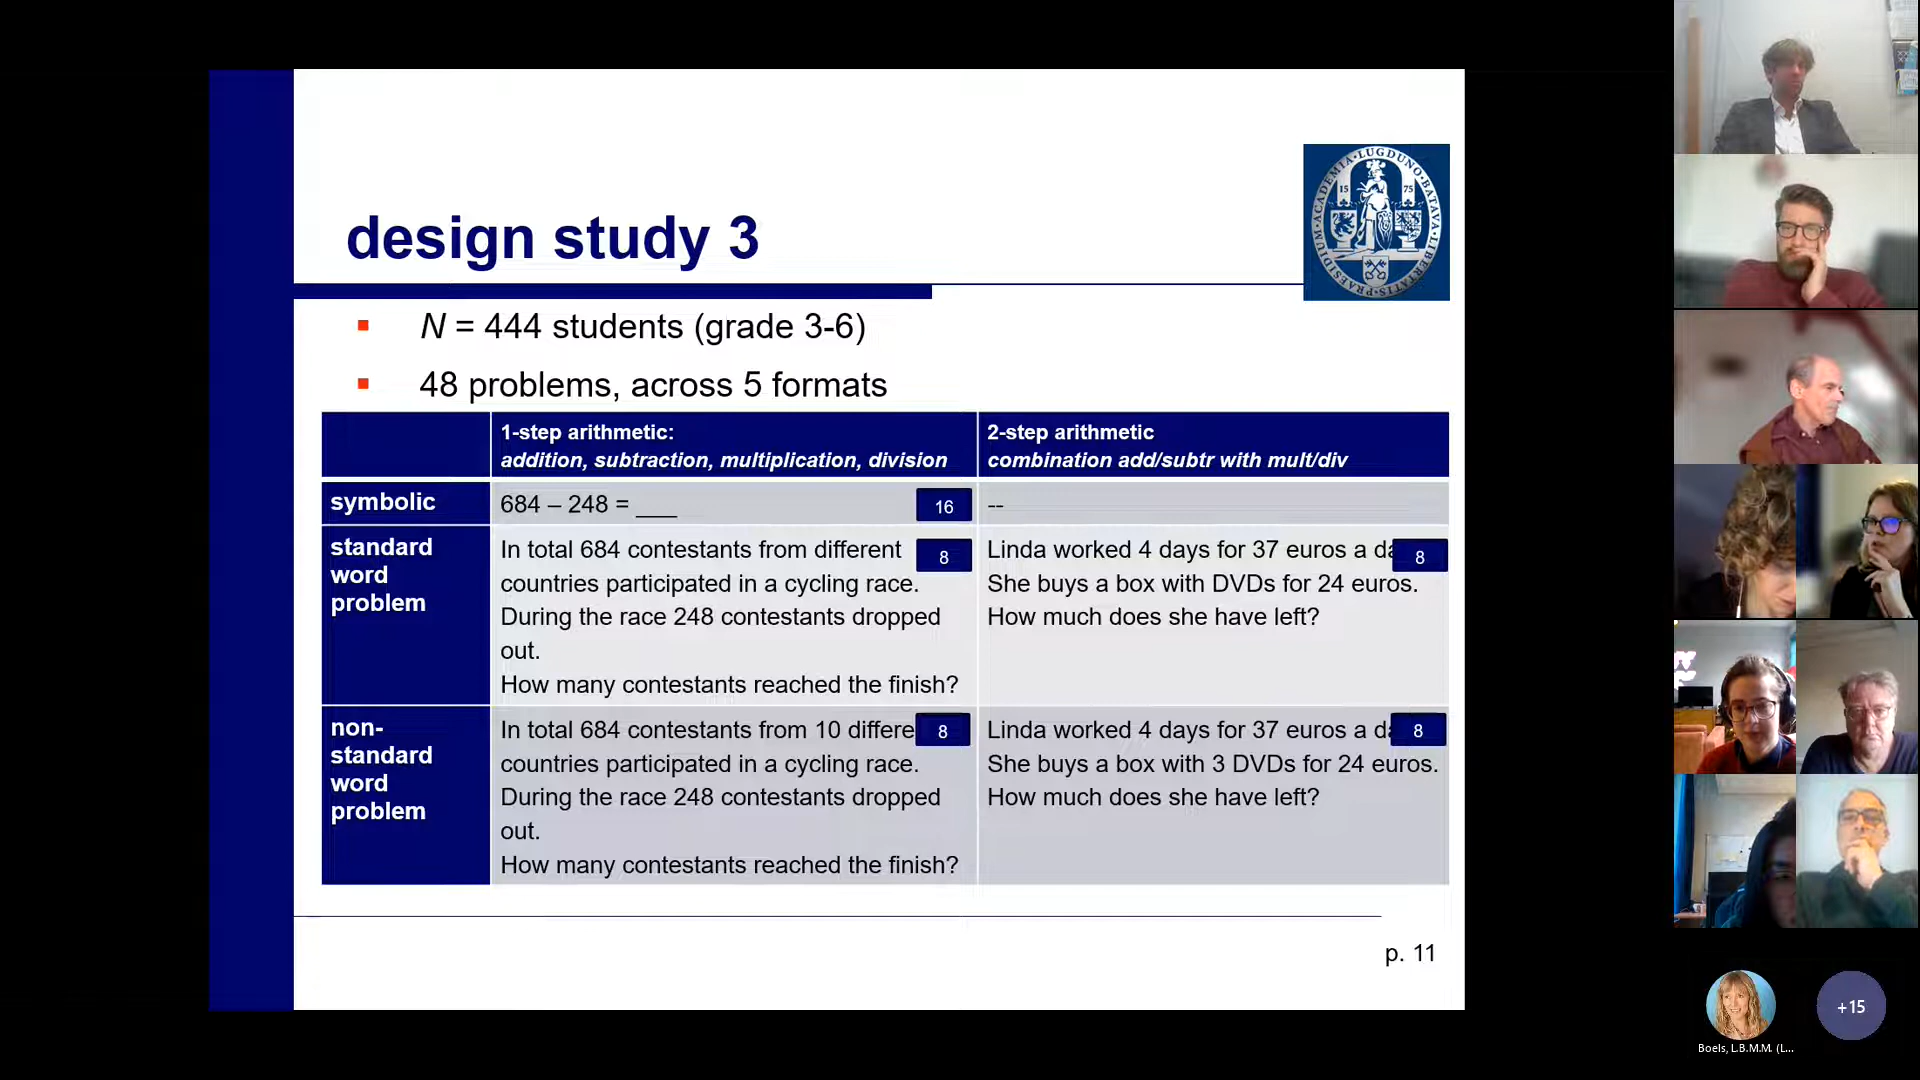 design study 3
ACADEMIA·LUGDUNO·BATAVA·LIBERTATIS·PRAESIDIUM·
15 75
N = 444 students (grade 3-6)
48 problems, across 5 formats
1-step arithmetic:
addition, subtraction, multiplication, division
2-step arithmetic
combination add/subtr with mult/div
symbolic
684 – 248 = ___
16
--
standard
word
problem
In total 684 contestants from different
countries participated in a cycling race.
During the race 248 contestants dropped
out.
How many contestants reached the finish?
8
Linda worked 4 days for 37 euros a da
She buys a box with DVDs for 24 euros.
How much does she have left?
8
non-
standard
word
problem
In total 684 contestants from 10 differe
countries participated in a cycling race.
During the race 248 contestants dropped
out.
How many contestants reached the finish?
8
Linda worked 4 days for 37 euros a da
She buys a box with 3 DVDs for 24 euros.
How much does she have left?
8
p. 11
+15
Boels, L.B.M.M. (L...